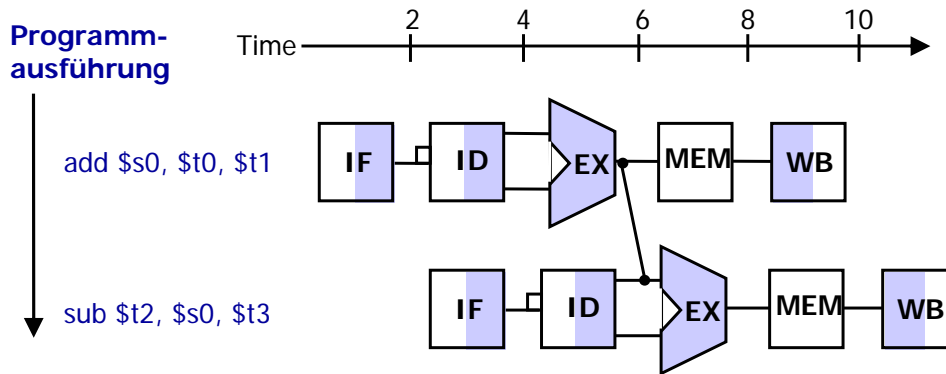 2 4 6 8 10
Programm-
ausführung
Time
add $s0, $t0, $t1
IF ID EX MEM WB
sub $t2, $s0, $t3
IF ID EX MEM WB